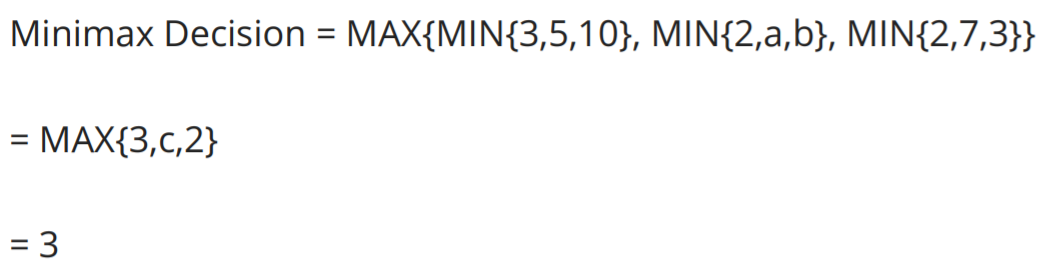 Minimax Decision = MAX{MIN{3,5,10}, MIN{2,a,b}, MIN{2,7,3}}
= MAX{3,c,2}
= 3